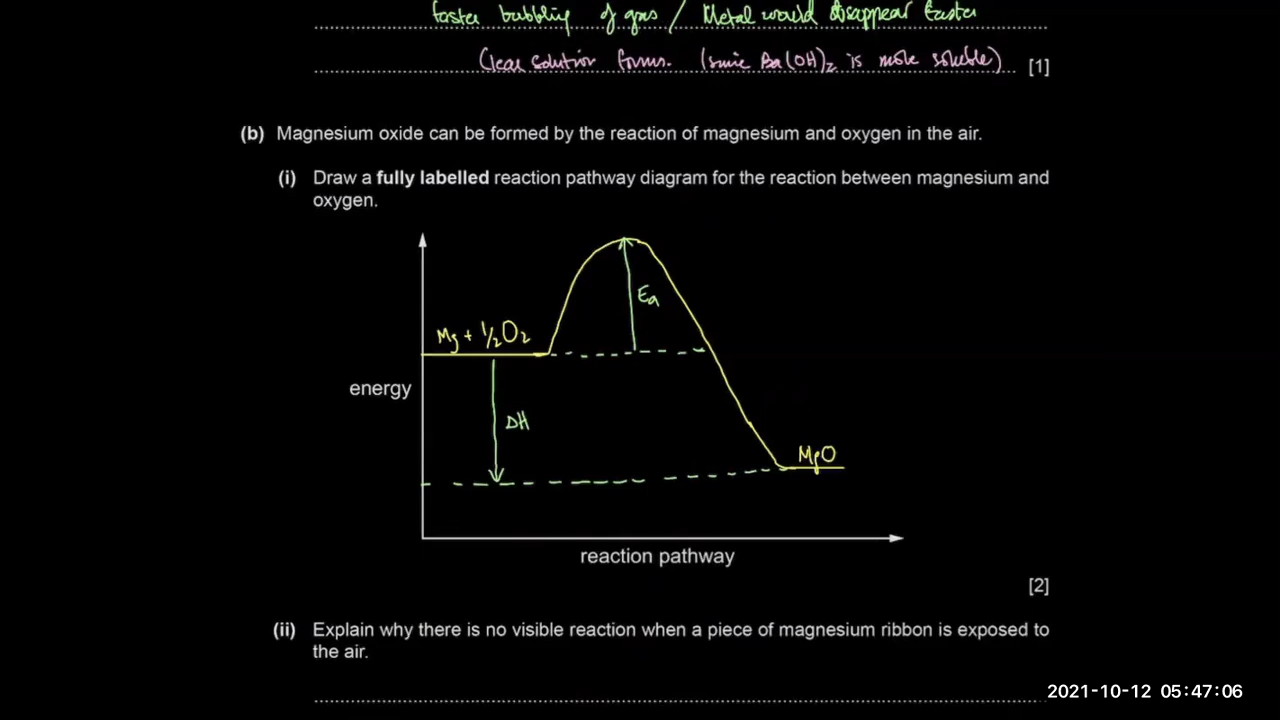 faster bubbling of gas / Metal would disappear faster
Clear solution forms. (since Ba(OH)2 is more soluble) [1]
(b) Magnesium oxide can be formed by the reaction of magnesium and oxygen in the air.
(i) Draw a fully labelled reaction pathway diagram for the reaction between magnesium and
oxygen.
Ea
Mg + 1/2O2
energy
ΔH
MgO
reaction pathway
[2]
(ii) Explain why there is no visible reaction when a piece of magnesium ribbon is exposed to
the air.
2021-10-12 05:47:06